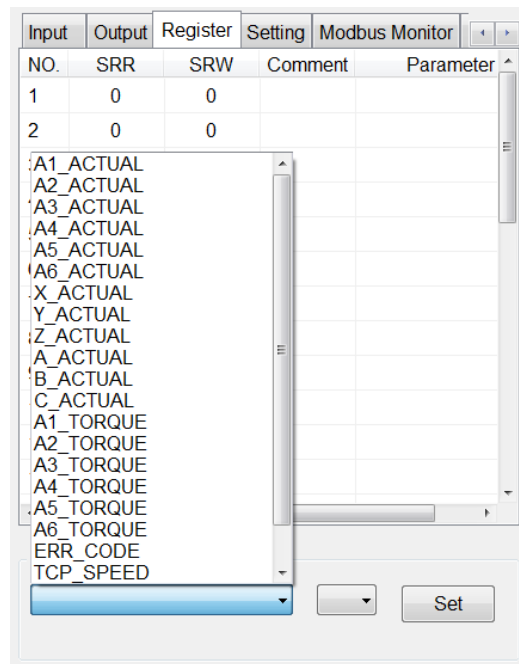 Input Output Register Setting Modbus Monitor
NO. SRR SRW Comment Parameter
1 0 0
2 0 0
A1_ACTUAL
A2_ACTUAL
A3_ACTUAL
A4_ACTUAL
A5_ACTUAL
A6_ACTUAL
X_ACTUAL
Y_ACTUAL
Z_ACTUAL
A_ACTUAL
B_ACTUAL
C_ACTUAL
A1_TORQUE
A2_TORQUE
A3_TORQUE
A4_TORQUE
A5_TORQUE
A6_TORQUE
ERR_CODE
TCP_SPEED
Set